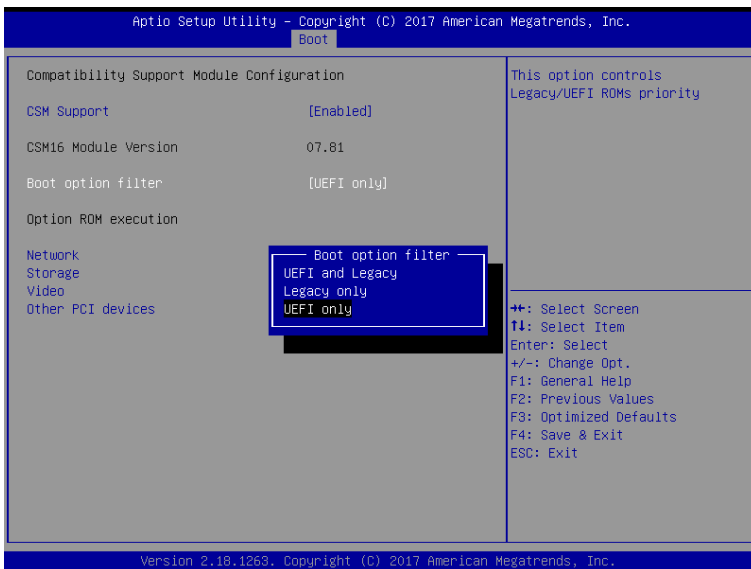 Aptio Setup Utility – Copyright (C) 2017 American Megatrends, Inc.
Boot
Compatibility Support Module Configuration
CSM Support [Enabled]
CSM16 Module Version 07.81
Boot option filter [UEFI only]
Option ROM execution
Network
Storage
Video
Other PCI devices
Boot option filter
UEFI and Legacy
Legacy only
UEFI only
This option controls
Legacy/UEFI ROMs priority
→←: Select Screen
↑↓: Select Item
Enter: Select
+/-: Change Opt.
F1: General Help
F2: Previous Values
F3: Optimized Defaults
F4: Save & Exit
ESC: Exit
Version 2.18.1263. Copyright (C) 2017 American Megatrends, Inc.